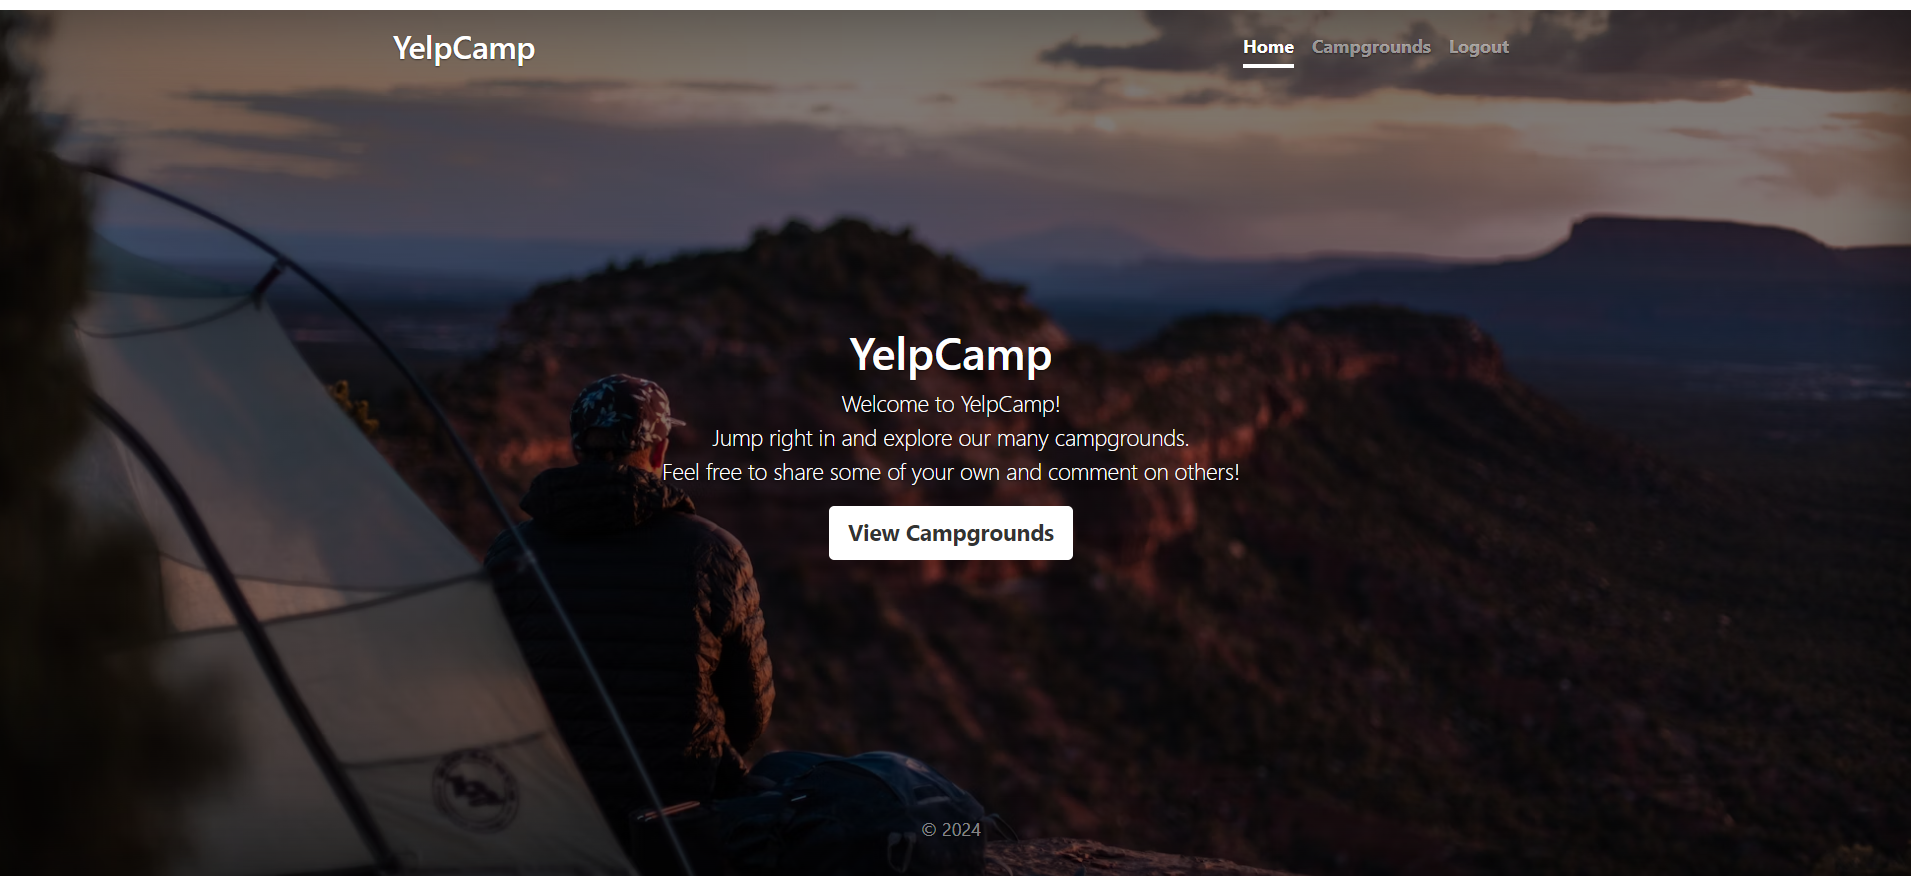 YelpCamp
Home Campgrounds Logout
YelpCamp
Welcome to YelpCamp!
Jump right in and explore our many campgrounds.
Feel free to share some of your own and comment on others!
View Campgrounds
© 2024